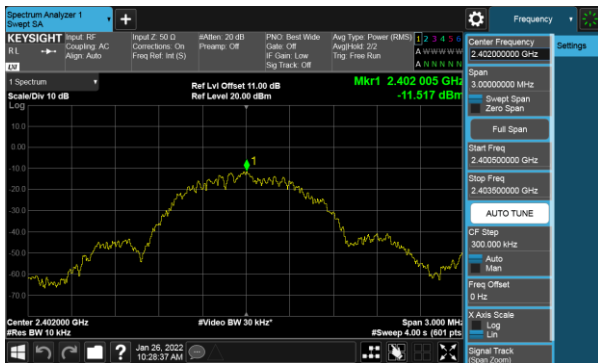 Spectrum Analyzer 1
Swept SA
+
Frequency
KEYSIGHT
RL
Input: RF
Coupling: AC
Align: Auto
Input Z: 50 Ω
Corrections: On
Freq Ref: Int (S)
#Atten: 20 dB
Preamp: Off
PNO: Best Wide
Gate: Off
IF Gain: Low
Sig Track: Off
Avg Type: Power (RMS)
Avg|Hold: 2/2
Trig: Free Run
1 2 3 4 5 6
A W W W W W
A N N N N N
LXI
1 Spectrum
Scale/Div 10 dB
Log
Ref Lvl Offset 11.00 dB
Ref Level 20.00 dBm
Mkr1 2.402 005 GHz
-11.517 dBm
10.0
0.00
-10.0
-20.0
-30.0
-40.0
-50.0
-60.0
-70.0
1
Center 2.402000 GHz
#Res BW 10 kHz
#Video BW 30 kHz*
Span 3.000 MHz
#Sweep 4.00 s (601 pts)
?
Jan 26, 2022
10:28:37 AM
Center Frequency
2.402000000 GHz
Span
3.00000000 MHz
Swept Span
Zero Span
Full Span
Start Freq
2.400500000 GHz
Stop Freq
2.403500000 GHz
AUTO TUNE
CF Step
300.000 kHz
Auto
Man
Freq Offset
0 Hz
X Axis Scale
Log
Lin
Signal Track
(Span Zoom)
Settings